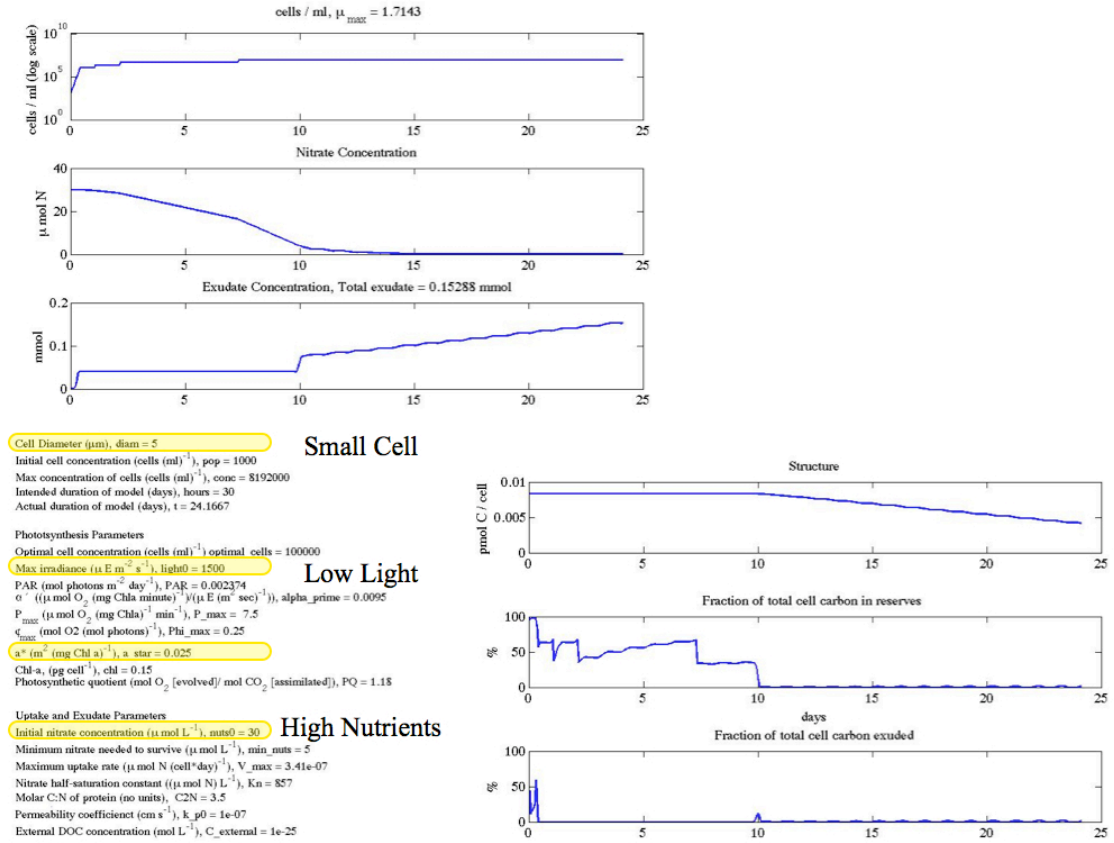 cells / ml, μmax = 1.7143
cells / ml (log scale)
10^10
10^5
10^0
0 5 10 15 20 25
Nitrate Concentration
μ mol N
40
20
0
0 5 10 15 20 25
Exudate Concentration, Total exudate = 0.15288 mmol
mmol
0.2
0.1
0
0 5 10 15 20 25
Cell Diameter (μm), diam = 5
Small Cell
Initial cell concentration (cells (ml)^-1), pop = 1000
Max concentration of cells (cells (ml)^-1), conc = 8192000
Intended duration of model (days), hours = 30
Actual duration of model (days), t = 24.1667
Photosynthesis Parameters
Optimal cell concentration (cells (ml)^-1) optimal_cells = 100000
Max irradiance (μ E m^-2 s^-1), light0 = 1500
Low Light
PAR (mol photons m^-2 day^-1), PAR = 0.002374
α ´ ((μ mol O2 (mg Chla minute)^-1)/(μ E (m^2 sec)^-1)), alpha_prime = 0.0095
Pmax (μ mol O2 (mg Chla)^-1 min^-1), P_max = 7.5
φmax (mol O2 (mol photons)^-1), Phi_max = 0.25
a* (m^2 (mg Chl a)^-1), a_star = 0.025
Chl-a, (pg cell^-1), chl = 0.15
Photosynthetic quotient (mol O2 [evolved]/ mol CO2 [assimilated]), PQ = 1.18
Uptake and Exudate Parameters
Initial nitrate concentration (μ mol L^-1), nuts0 = 30
High Nutrients
Minimum nitrate needed to survive (μ mol L^-1), min_nuts = 5
Maximum uptake rate (μ mol N (cell*day)^-1), V_max = 3.41e-07
Nitrate half-saturation constant ((μ mol N) L^-1), Kn = 857
Molar C:N of protein (no units), C2N = 3.5
Permeability coefficienct (cm s^-1), k_p0 = 1e-07
External DOC concentration (mol L^-1), C_external = 1e-25
Structure
pmol C / cell
0.01
0.005
0
0 5 10 15 20 25
Fraction of total cell carbon in reserves
%
100
50
0
0 5 10 15 20 25
days
Fraction of total cell carbon exuded
%
100
50
0
0 5 10 15 20 25